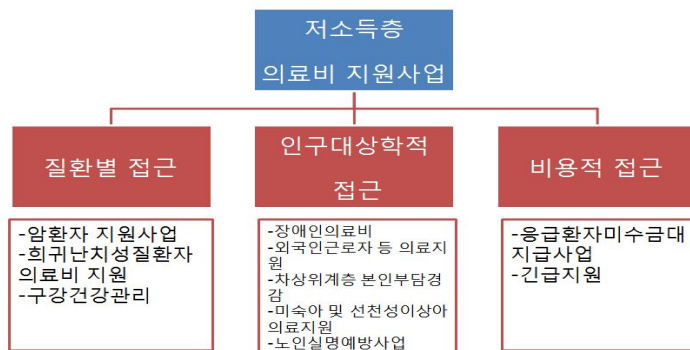 저소득층
의료비 지원사업
질환별 접근
인구대상학적
접근
비용적 접근
-암환자 지원사업
-희귀난치성질환자
의료비 지원
-구강건강관리
-장애인의료비
-외국인근로자 등 의료지
원
-차상위계층 본인부담경
감
-미숙아 및 선천성이상아
의료지원
-노인실명예방사업
-응급환자미수금대
지급사업
-긴급지원